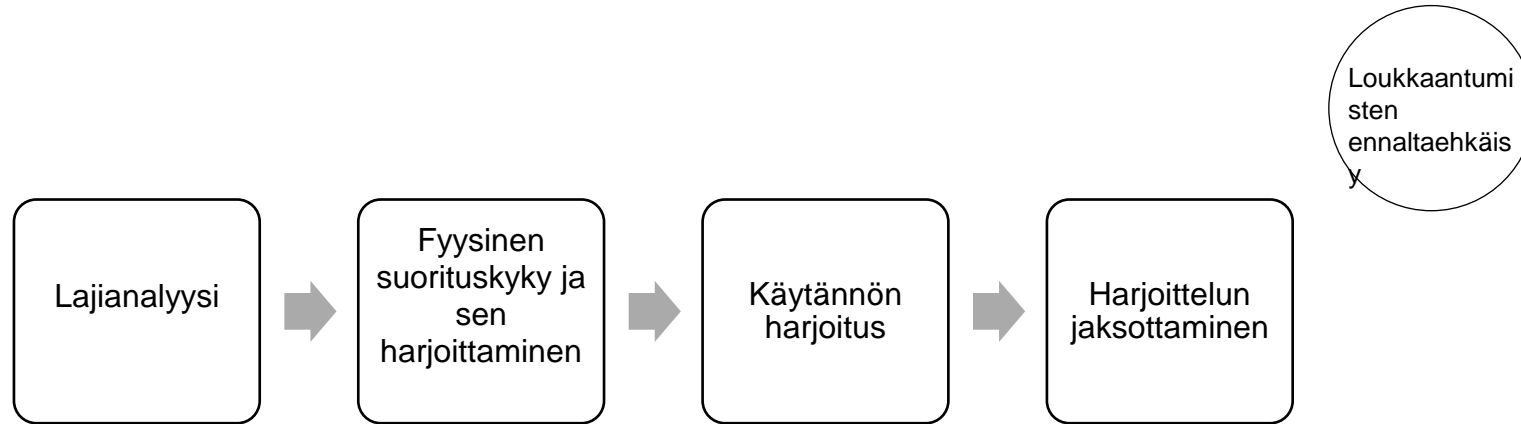 Loukkaantumi
sten
ennaltaehkäis
y
Lajianalyysi
Fyysinen
suorituskyky ja
sen
harjoittaminen
Käytännön
harjoitus
Harjoittelun
jaksottaminen